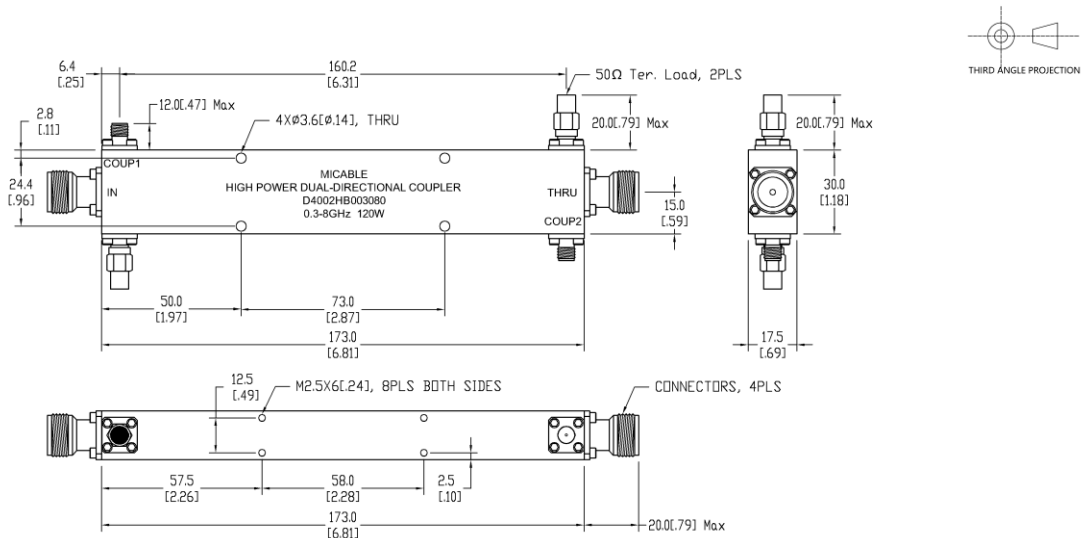 THIRD ANGLE PROJECTION
6.4
[.25]
160.2
[6.31]
50Ω Ter. Load, 2PLS
2.8
[.11]
12.0[.47] Max
4XØ3.6[Ø.14], THRU
20.0[.79] Max
20.0[.79] Max
COUP1
24.4
[.96]
IN
MICABLE
HIGH POWER DUAL-DIRECTIONAL COUPLER
D4002HB003080
0.3-8GHz 120W
THRU
COUP2
15.0
[.59]
30.0
[1.18]
50.0
[1.97]
73.0
[2.87]
173.0
[6.81]
17.5
[.69]
12.5
[.49]
M2.5X6[.24], 8PLS BOTH SIDES
CONNECTORS, 4PLS
57.5
[2.26]
58.0
[2.28]
2.5
[.10]
173.0
[6.81]
20.0[.79] Max